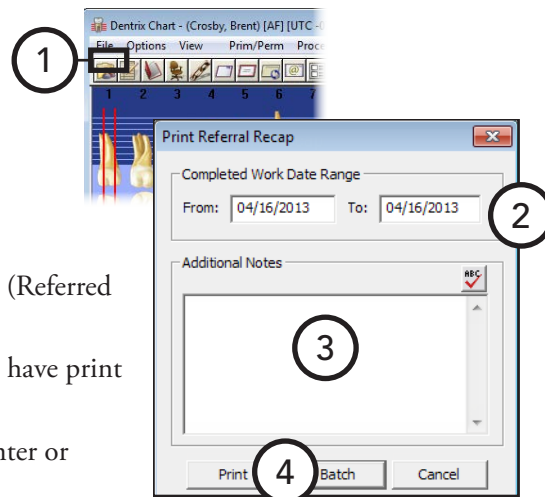 Dentrix Chart - (Crosby, Brent) [AF] [UTC
File Options View Prim/Perm
1
1 2 3 4 5 6 7
Print Referral Recap
Completed Work Date Range
From: 04/16/2013 To: 04/16/2013
2
(Referred
Additional Notes
ABC
3
have print
or
Print 4 Batch Cancel